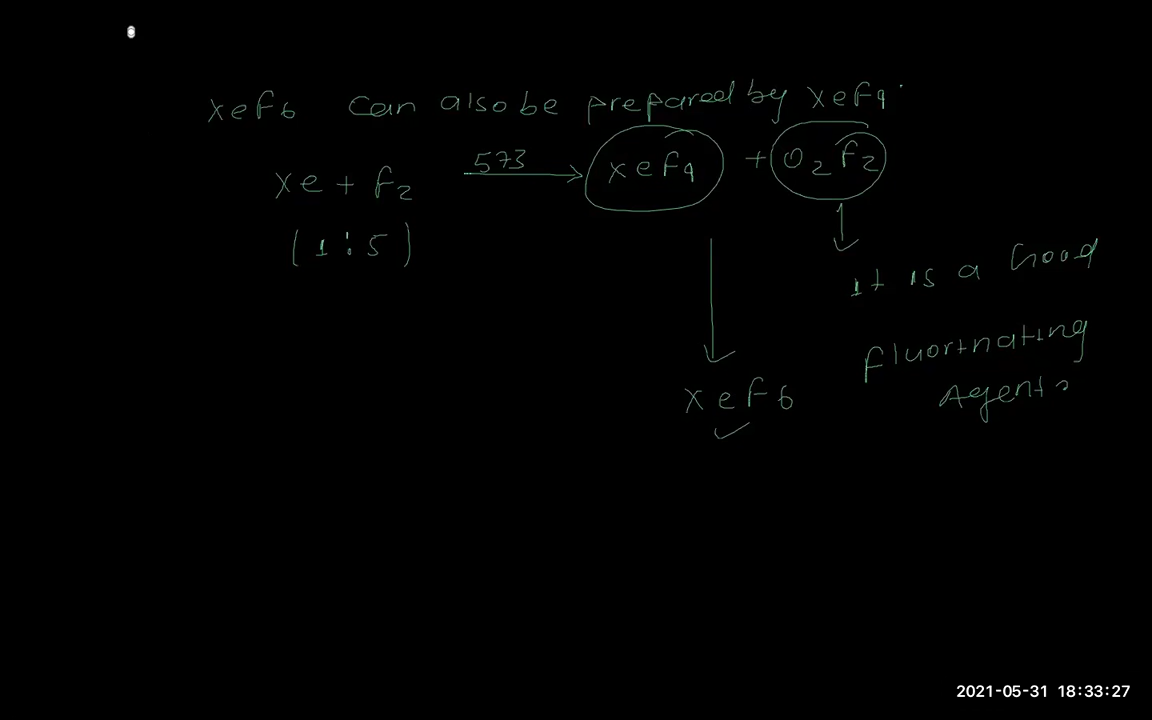 XeF6 can also be prepared by XeF4.
Xe + F2 573 → XeF4 + O2F2
(1:5)
It is a Good
Fluorinating
Agents
XeF6
2021-05-31 18:33:27